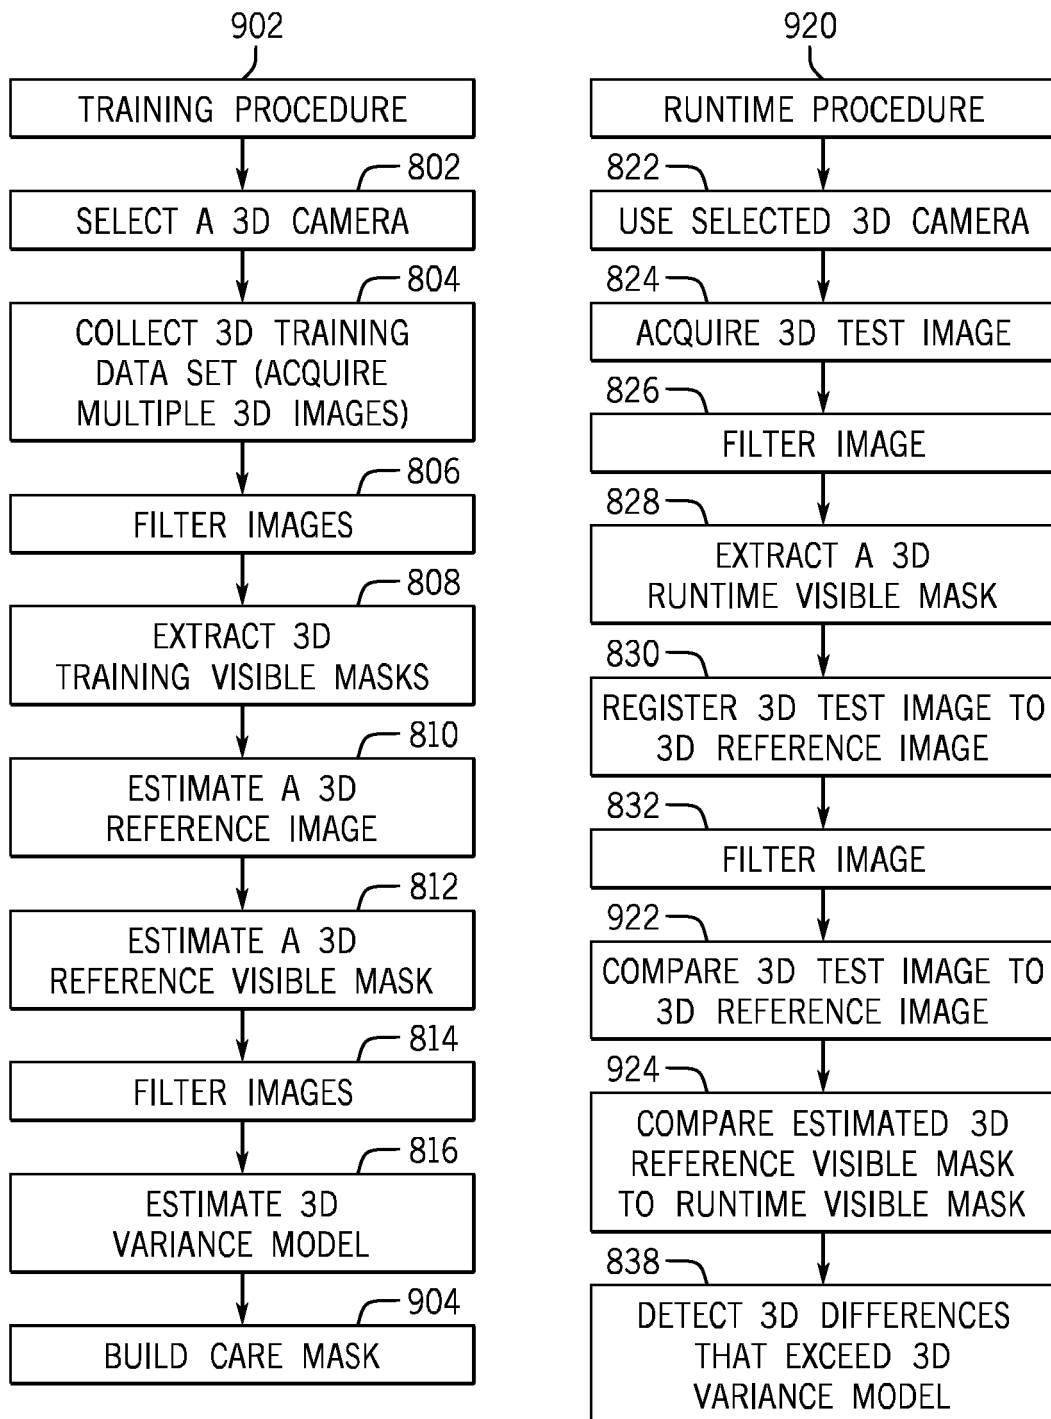 902
TRAINING PROCEDURE
802
SELECT A 3D CAMERA
804
COLLECT 3D TRAINING
DATA SET (ACQUIRE
MULTIPLE 3D IMAGES)
806
FILTER IMAGES
808
EXTRACT 3D
TRAINING VISIBLE MASKS
810
ESTIMATE A 3D
REFERENCE IMAGE
812
ESTIMATE A 3D
REFERENCE VISIBLE MASK
814
FILTER IMAGES
816
ESTIMATE 3D
VARIANCE MODEL
904
BUILD CARE MASK
920
RUNTIME PROCEDURE
822
USE SELECTED 3D CAMERA
824
ACQUIRE 3D TEST IMAGE
826
FILTER IMAGE
828
EXTRACT A 3D
RUNTIME VISIBLE MASK
830
REGISTER 3D TEST IMAGE TO
3D REFERENCE IMAGE
832
FILTER IMAGE
922
COMPARE 3D TEST IMAGE TO
3D REFERENCE IMAGE
924
COMPARE ESTIMATED 3D
REFERENCE VISIBLE MASK
TO RUNTIME VISIBLE MASK
838
DETECT 3D DIFFERENCES
THAT EXCEED 3D
VARIANCE MODEL